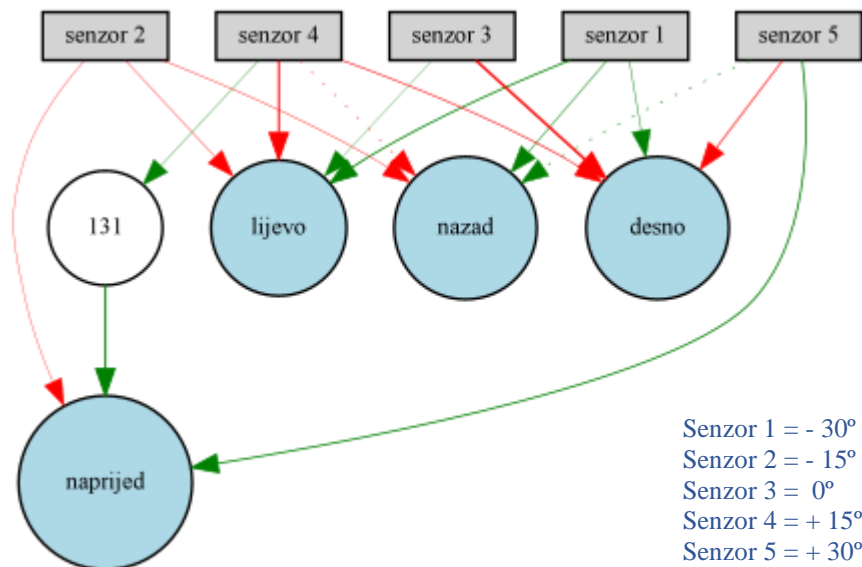 senzor 2
senzor 4
senzor 3
senzor 1
senzor 5
131
lijevo
nazad
desno
naprijed
Senzor 1 = - 30º
Senzor 2 = - 15º
Senzor 3 =  0º
Senzor 4 = + 15º
Senzor 5 = + 30º